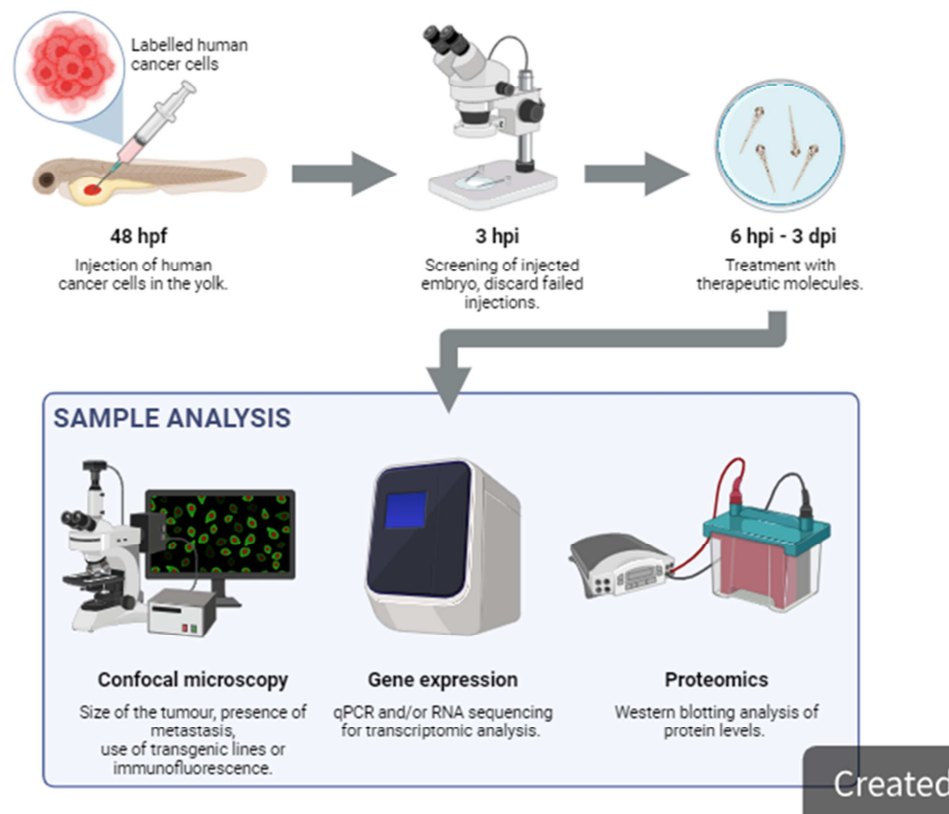 Labelled human
cancer cells
48 hpf
Injection of human
cancer cells in the yolk.
3 hpi
Screening of injected
embryo, discard failed
injections.
6 hpi - 3 dpi
Treatment with
therapeutic molecules.
SAMPLE ANALYSIS
Confocal microscopy
Size of the tumour, presence of
metastasis,
use of transgenic lines or
immunofluorescence.
Gene expression
qPCR and/or RNA sequencing
for transcriptomic analysis.
Proteomics
Western blotting analysis of
protein levels.
Created